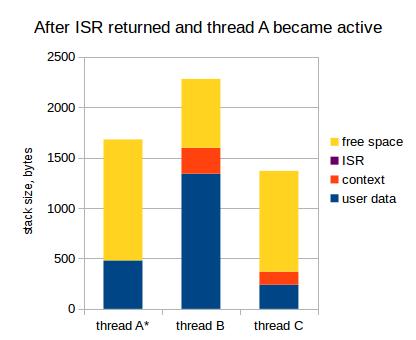 After ISR returned and thread A became active
2500
2000
1500
1000
500
0
stack size, bytes
thread A*
thread B
thread C
free space
ISR
context
user data